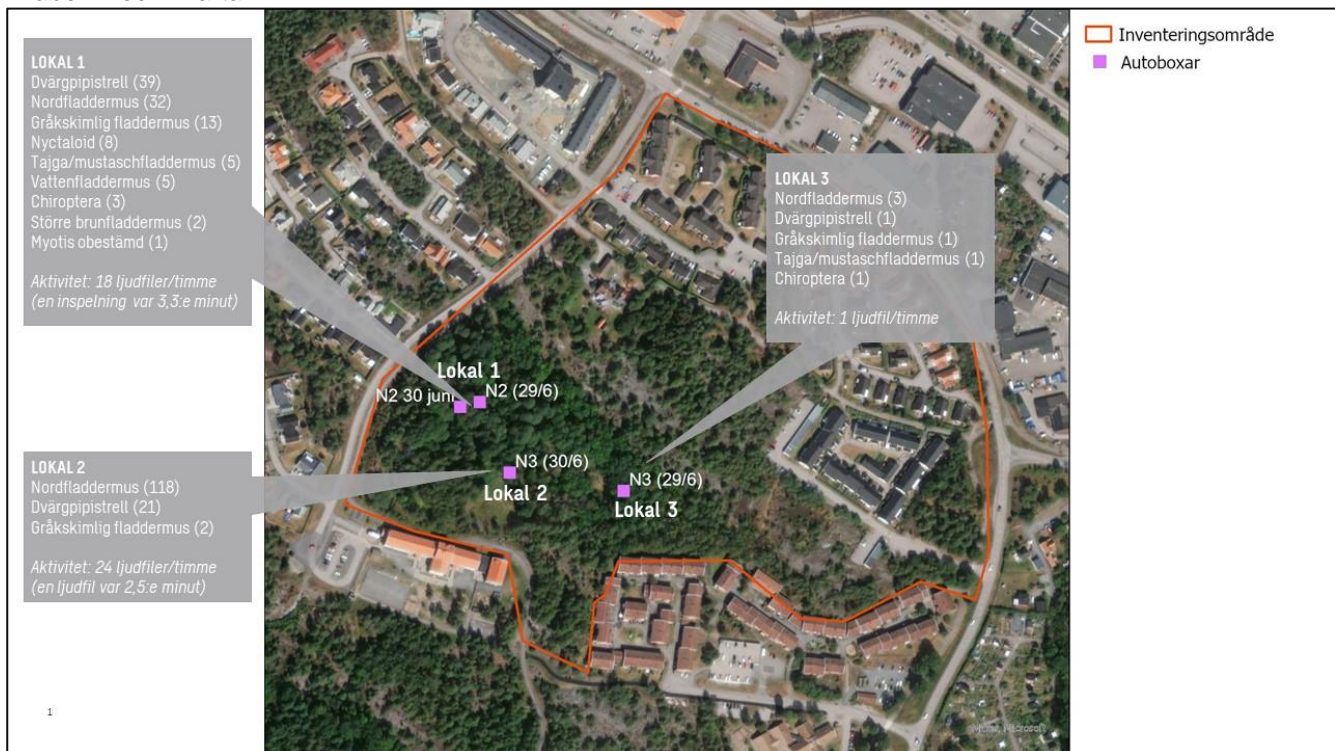 LOKAL 1
Dvärgpipistrell (39)
Nordfladdermus (32)
Gråkskimlig fladdermus (13)
Nyctaloid (8)
Tajga/mustaschfladdermus (5)
Vattenfladdermus (5)
Chiroptera (3)
Större brunfladdermus (2)
Myotis obestämd (1)
Aktivitet: 18 ljudfiler/timme
(en inspelning var 3,3:e minut)
LOKAL 2
Nordfladdermus (118)
Dvärgpipistrell (21)
Gråkskimlig fladdermus (2)
Aktivitet: 24 ljudfiler/timme
(en ljudfil var 2,5:e minut)
LOKAL 3
Nordfladdermus (3)
Dvärgpipistrell (1)
Gråkskimlig fladdermus (1)
Tajga/mustaschfladdermus (1)
Chiroptera (1)
Aktivitet: 1 ljudfil/timme
Lokal 1
N2 30 juni
N2 (29/6)
N3 (30/6)
Lokal 2
N3 (29/6)
Lokal 3
Inventeringsområde
Autoboxar
1
Microsoft